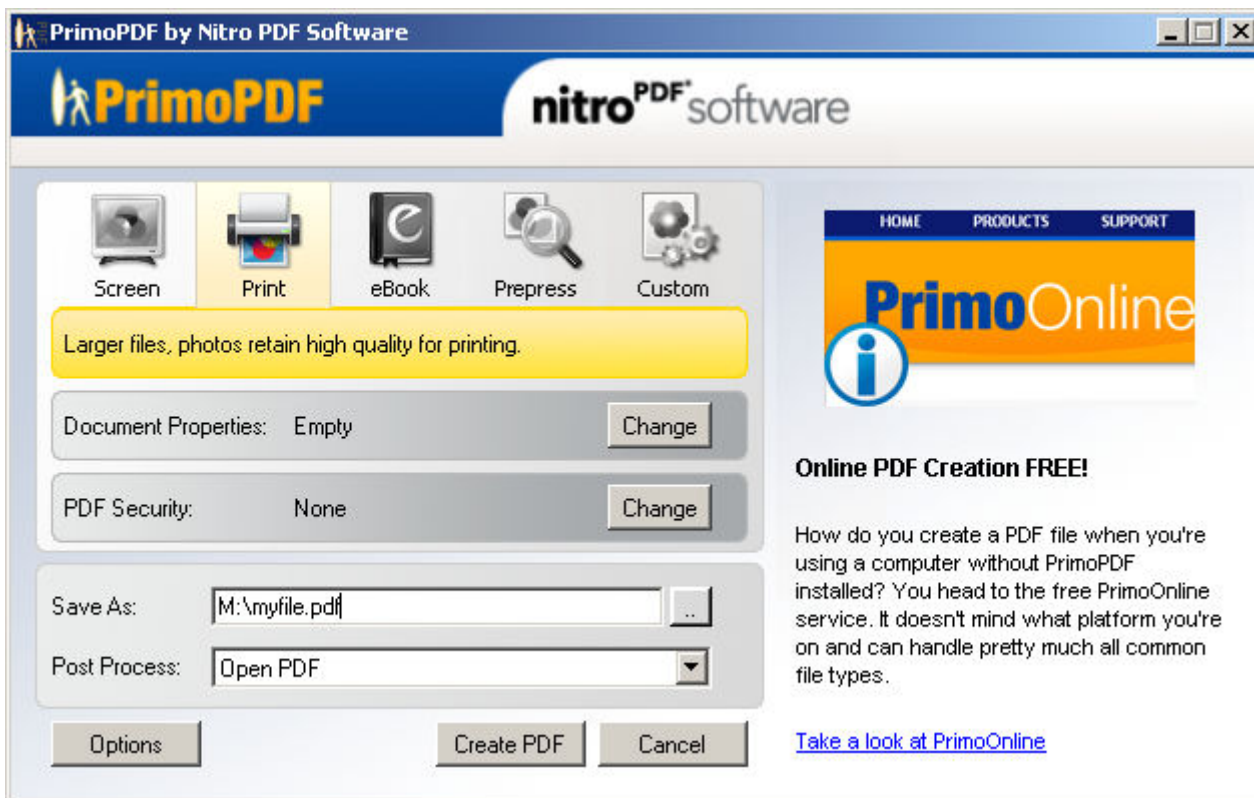 PrimoPDF by Nitro PDF Software
PrimoPDF
nitroPDF® software
Screen
Print
eBook
Prepress
Custom
Larger files, photos retain high quality for printing.
Document Properties: Empty
Change
PDF Security: None
Change
Save As: M:\myfile.pdf
..
Post Process: Open PDF
Options
Create PDF
Cancel
HOME PRODUCTS SUPPORT
PrimoOnline
Online PDF Creation FREE!
How do you create a PDF file when you're
using a computer without PrimoPDF
installed? You head to the free PrimoOnline
service. It doesn't mind what platform you're
on and can handle pretty much all common
file types.
Take a look at PrimoOnline